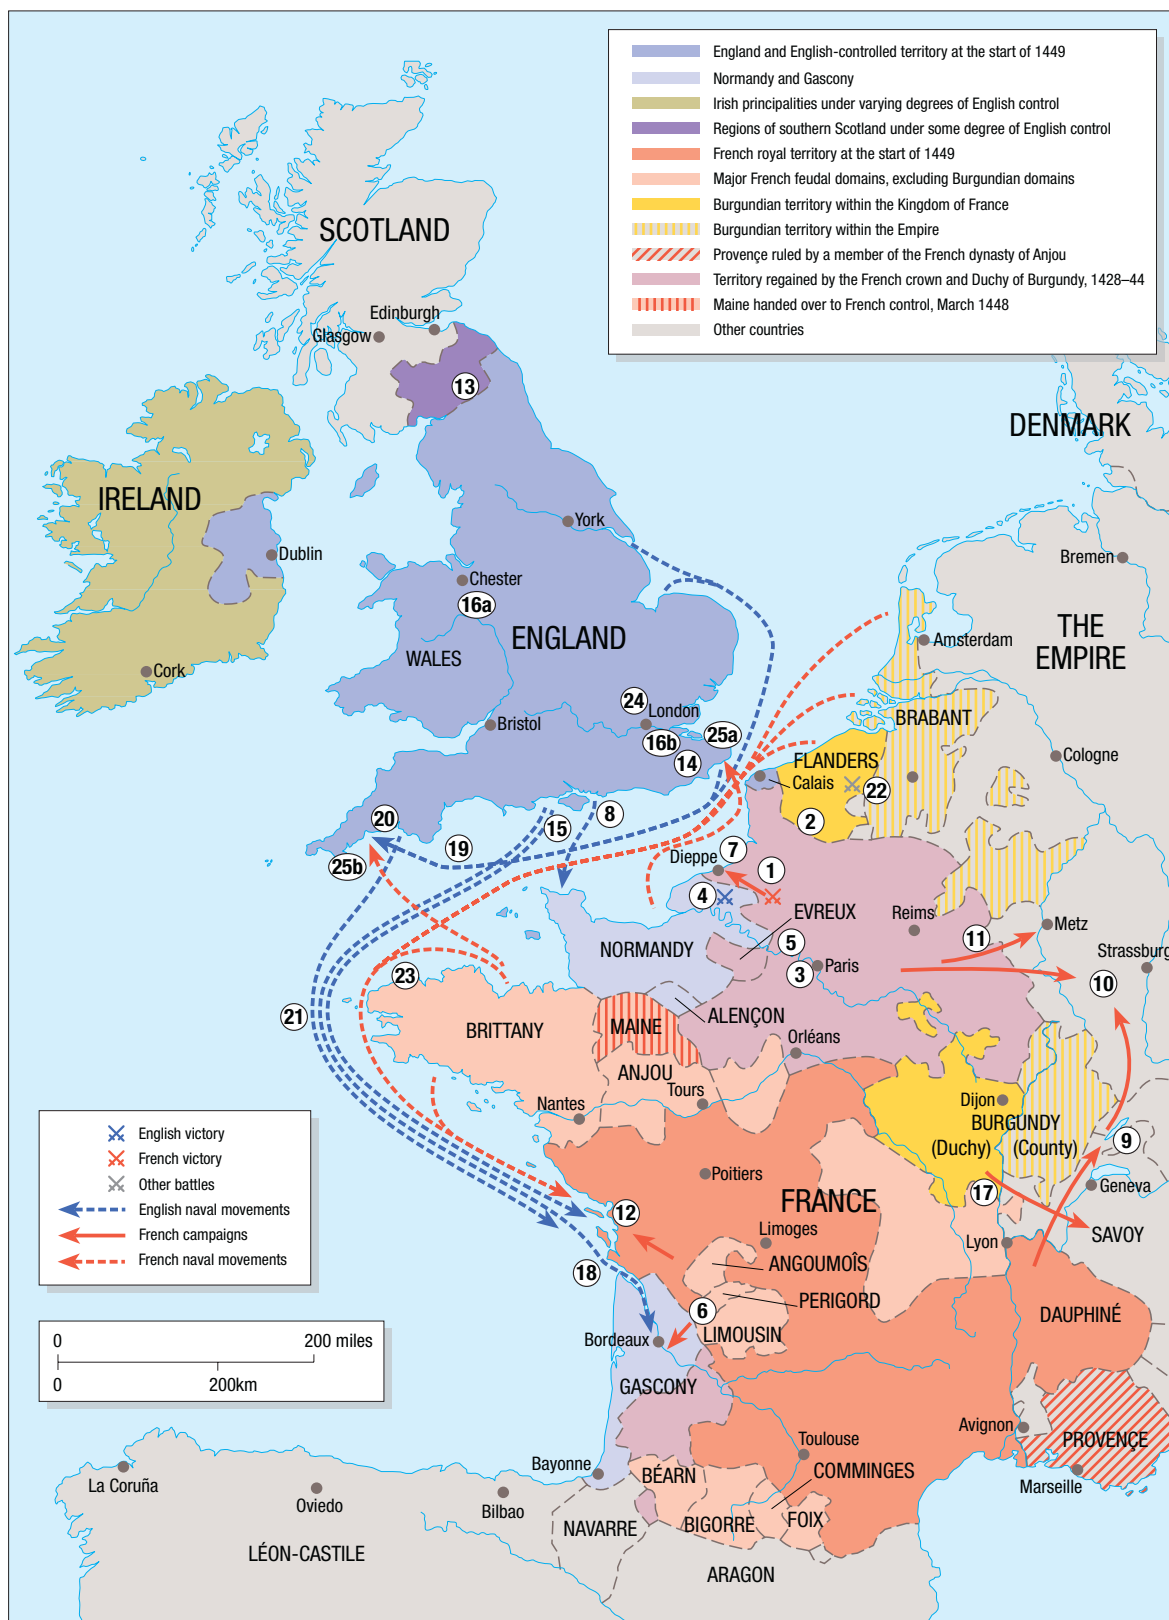 England and English-controlled territory at the start of 1449
Normandy and Gascony
Irish principalities under varying degrees of English control
Regions of southern Scotland under some degree of English control
French royal territory at the start of 1449
Major French feudal domains, excluding Burgundian domains
Burgundian territory within the Kingdom of France
Burgundian territory within the Empire
Provençe ruled by a member of the French dynasty of Anjou
Territory regained by the French crown and Duchy of Burgundy, 1428–44
Maine handed over to French control, March 1448
Other countries
SCOTLAND
Edinburgh
Glasgow
13
DENMARK
IRELAND
York
Dublin
Bremen
Chester
16a
THE
EMPIRE
ENGLAND
Amsterdam
WALES
Cork
24
London
BRABANT
Bristol
25a
16b
14
Cologne
FLANDERS
Calais
22
8
20
15
2
19
25b
7
Dieppe
1
4
EVREUX
Reims
11
Metz
NORMANDY
5
Strassburg
Paris
3
23
10
21
ALENÇON
BRITTANY
MAINE
Orléans
ANJOU
Tours
Nantes
Dijon
BURGUNDY
(Duchy)
(County)
9
English victory
French victory
Other battles
English naval movements
French campaigns
French naval movements
Poitiers
Geneva
17
FRANCE
12
Limoges
SAVOY
Lyon
ANGOUMOÎS
18
PERIGORD
6
DAUPHINÉ
LIMOUSIN
Bordeaux
0
200 miles
0
200km
GASCONY
Avignon
PROVENÇE
Toulouse
Bayonne
BÉARN
COMMINGES
Marseille
La Coruña
Oviedo
Bilbao
NAVARRE
BIGORRE
FOIX
LÉON-CASTILE
ARAGON